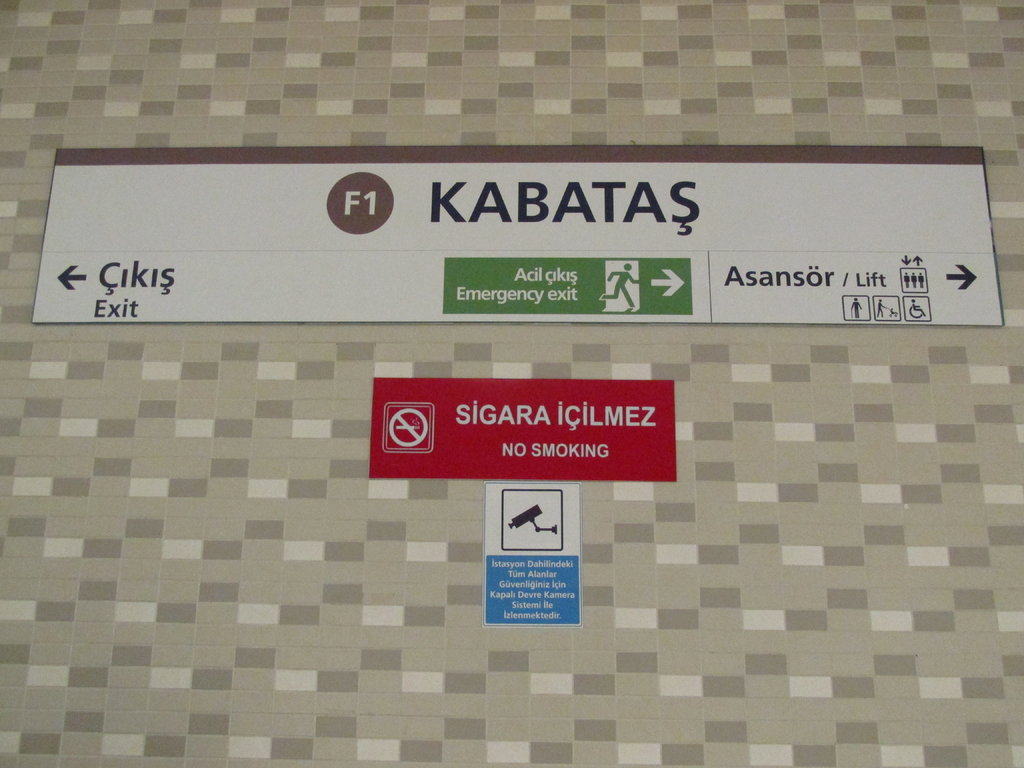 F1 KABATAŞ
Çıkış
Exit
Acil çıkış
Emergency exit
Asansör / Lift
SİGARA İÇİLMEZ
NO SMOKING
İstasyon Dahilindeki
Tüm Alanlar
Güvenliğiniz İçin
Kapalı Devre Kamera
Sistemi İle
İzlenmektedir.